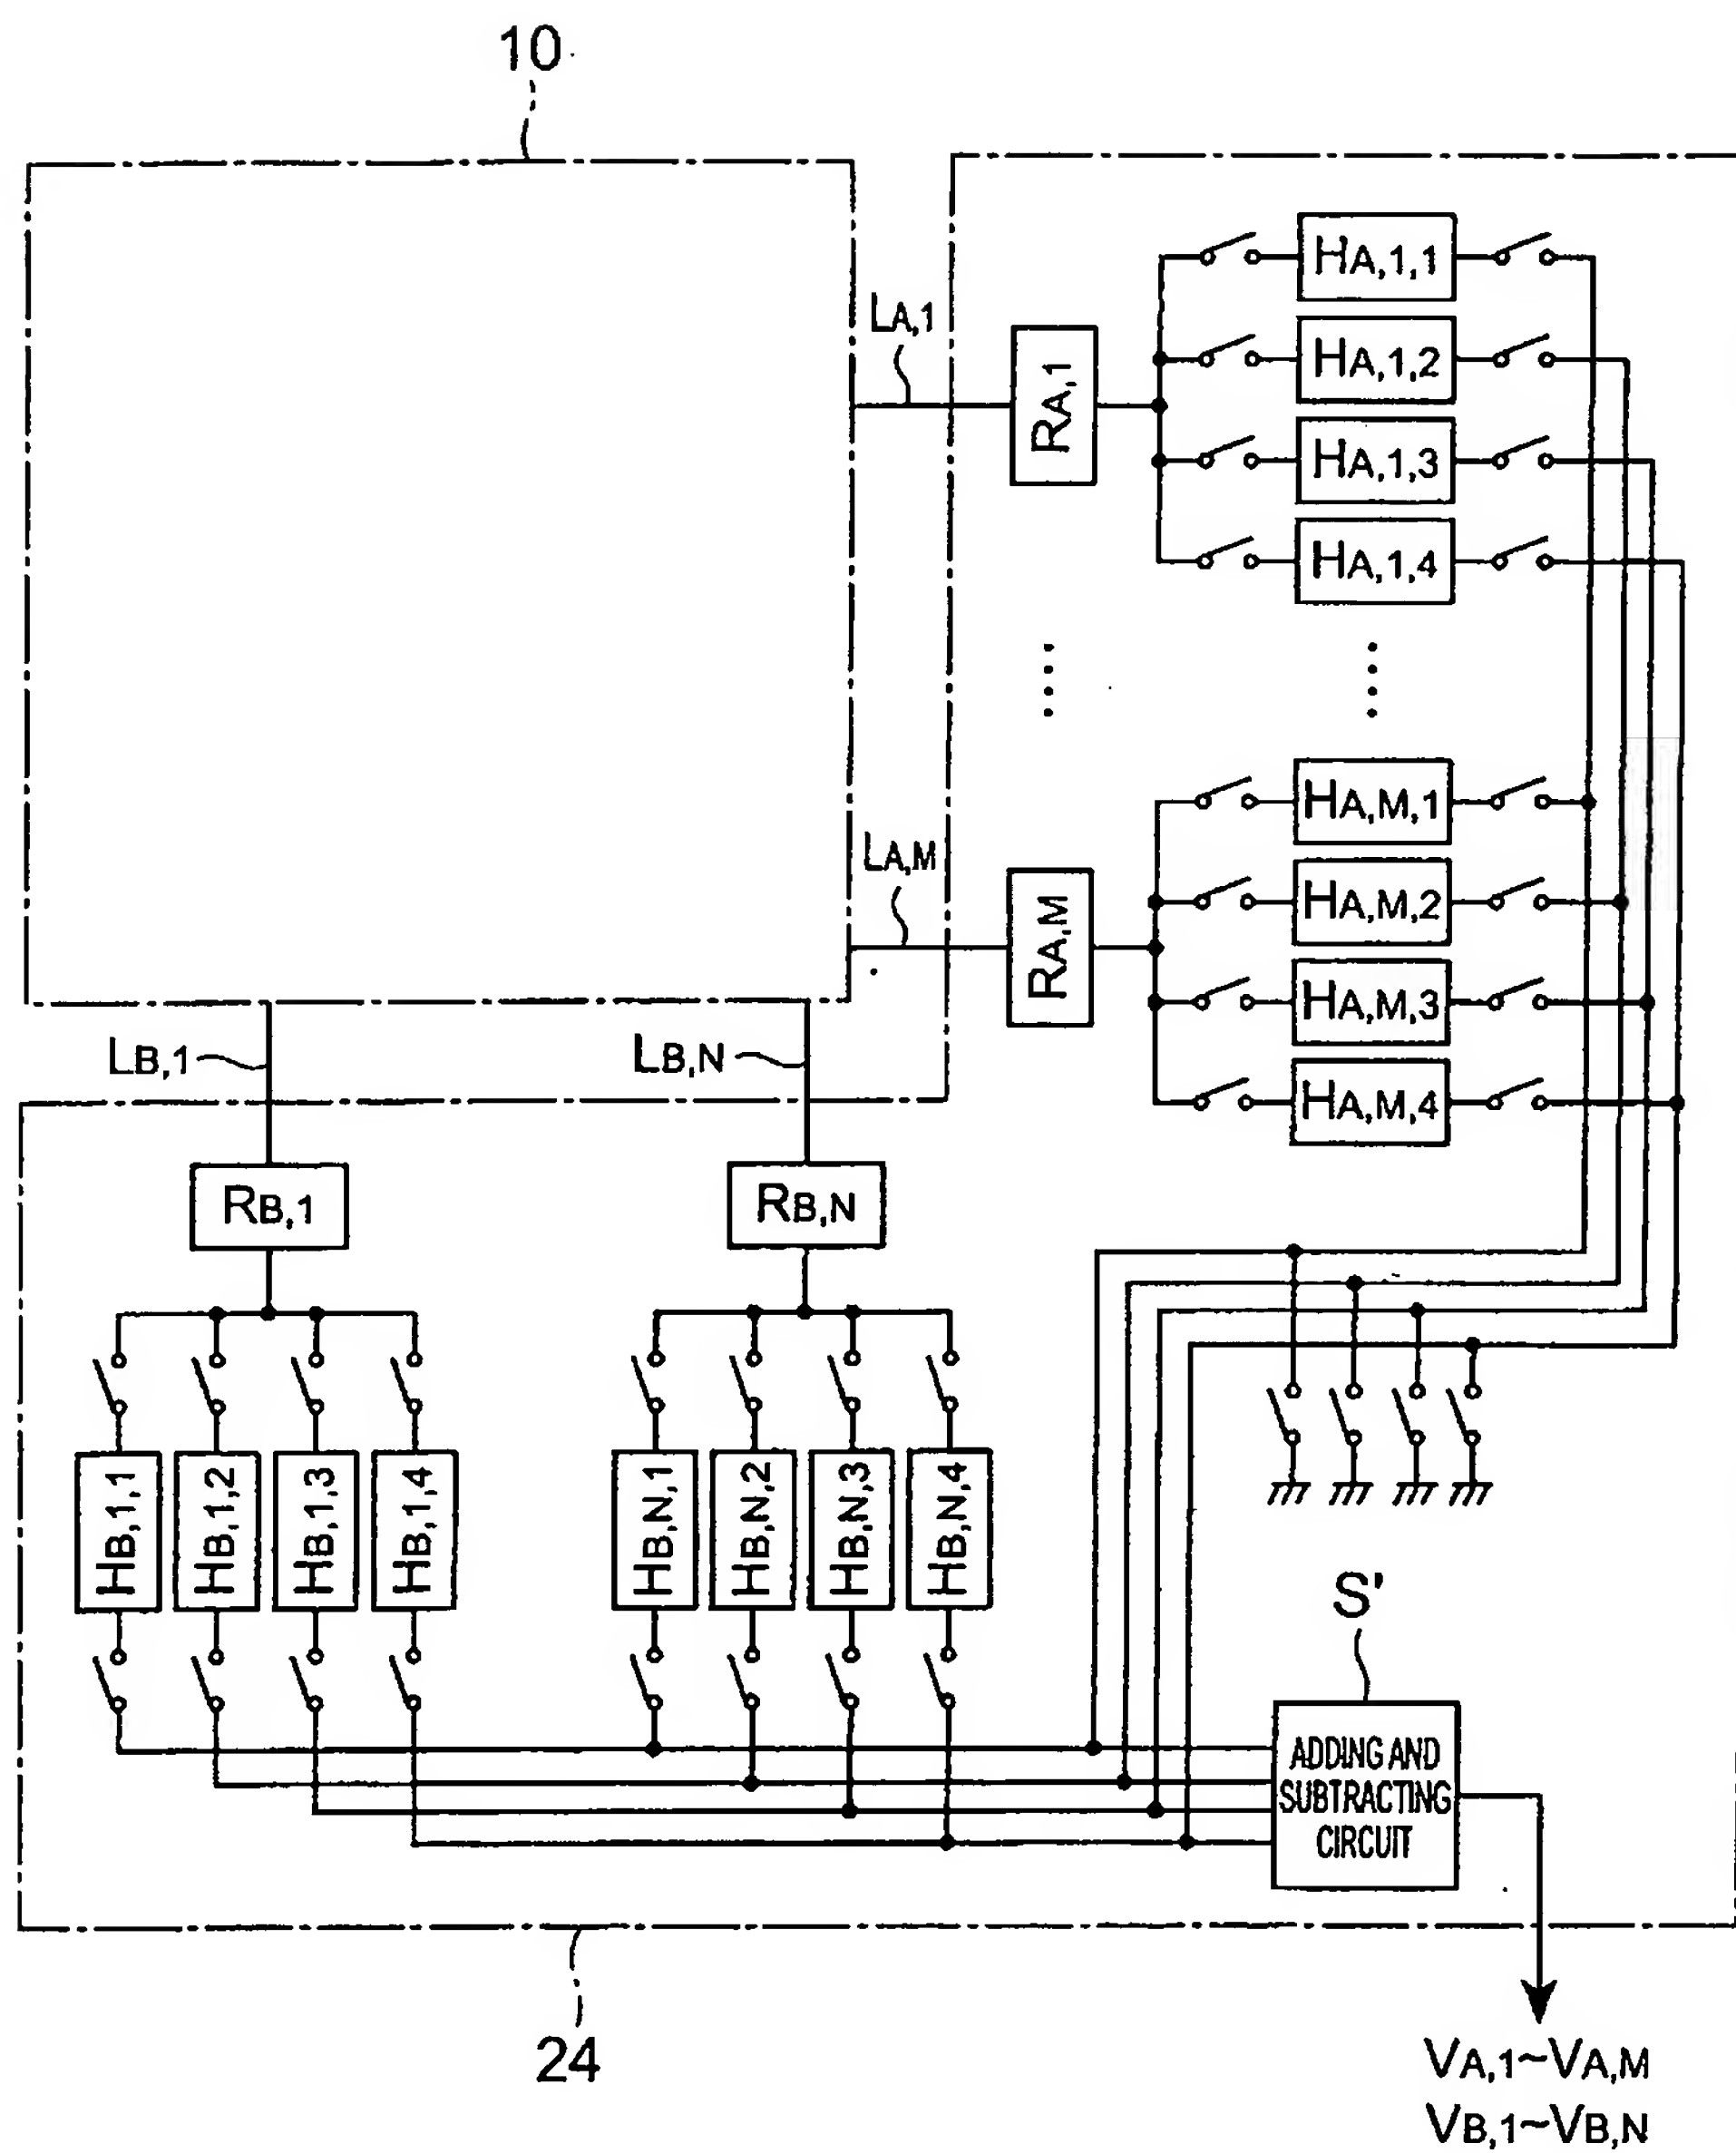 10
LA,1
RA,1
HA,1,1
HA,1,2
HA,1,3
HA,1,4
LA,M
RA,M
HA,M,1
HA,M,2
HA,M,3
HA,M,4
LB,1
LB,N
RB,1
RB,N
HB,1,1
HB,1,2
HB,1,3
HB,1,4
HB,N,1
HB,N,2
HB,N,3
HB,N,4
S'
ADDING AND
SUBTRACTING
CIRCUIT
24
VA,1~VA,M
VB,1~VB,N